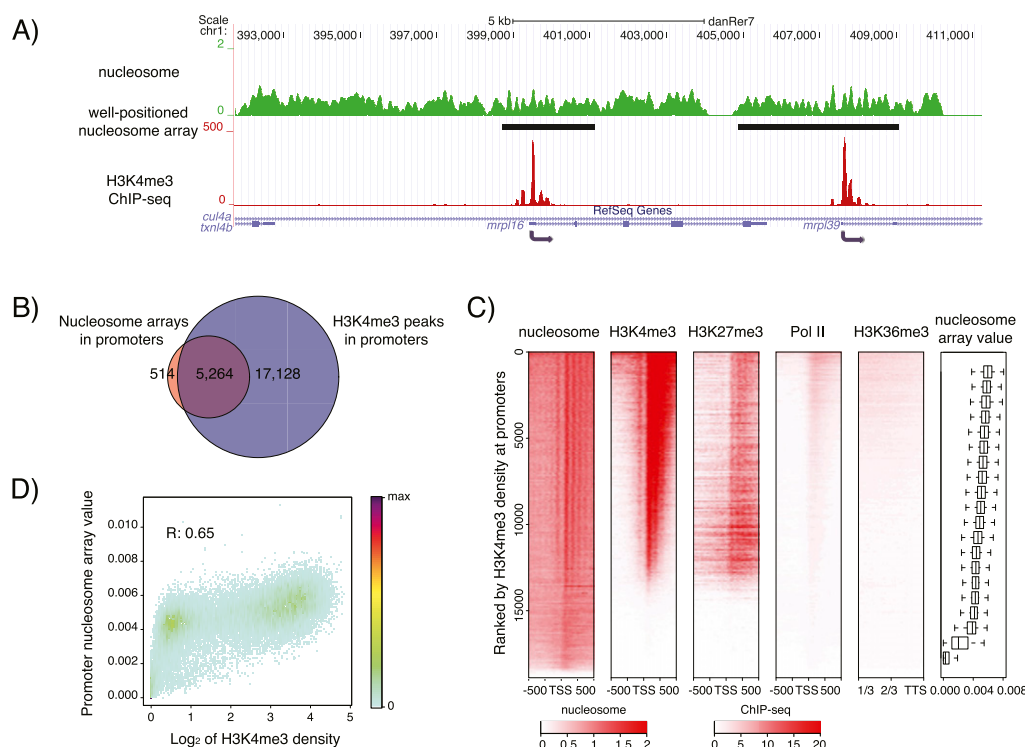 A)
Scale
chr1:
5 kb
danRer7
393,000
395,000
397,000
399,000
401,000
403,000
405,000
407,000
409,000
411,000
2
nucleosome
0
well-positioned
nucleosome array
500
H3K4me3
ChIP-seq
0
RefSeq Genes
cul4a
txnl4b
mrpl16
mrpl39
B)
Nucleosome arrays
in promoters
H3K4me3 peaks
in promoters
514
5,264
17,128
C)
nucleosome
H3K4me3
H3K27me3
Pol II
H3K36me3
nucleosome
array value
Ranked by H3K4me3 density at promoters
0
5000
10000
15000
-500 TSS 500
-500 TSS 500
-500 TSS 500
-500 TSS 500
1/3 2/3 TTS
0.000 0.004 0.008
nucleosome
0 0.5 1 1.5 2
ChIP-seq
0 10 20
D)
Promoter nucleosome array value
0.010
0.008
0.006
0.004
0.002
0.000
R: 0.65
max
0
0 1 2 3 4 5
Log₂ of H3K4me3 density